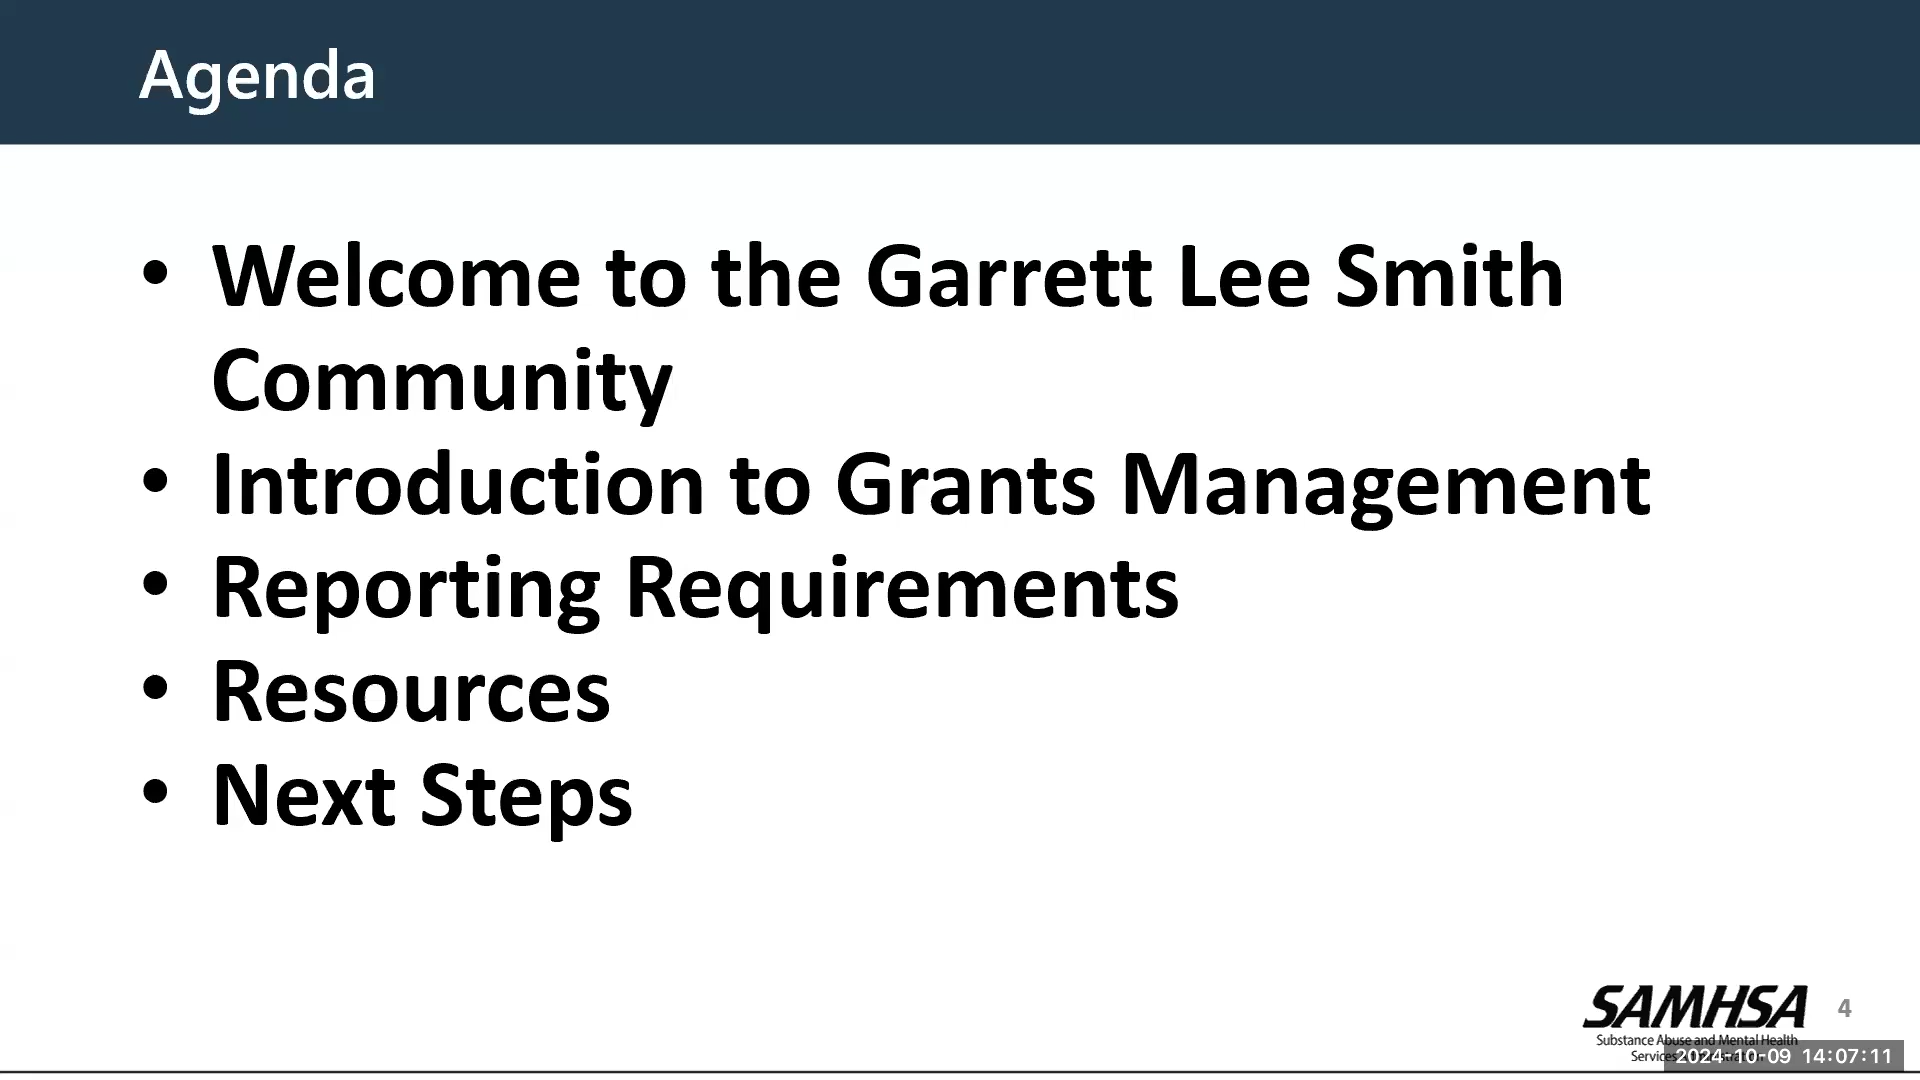 Agenda
• Welcome to the Garrett Lee Smith
Community
• Introduction to Grants Management
• Reporting Requirements
• Resources
• Next Steps
SAMHSA
4
Substance Abuse and Mental Health
2024-10-09 14:07:11